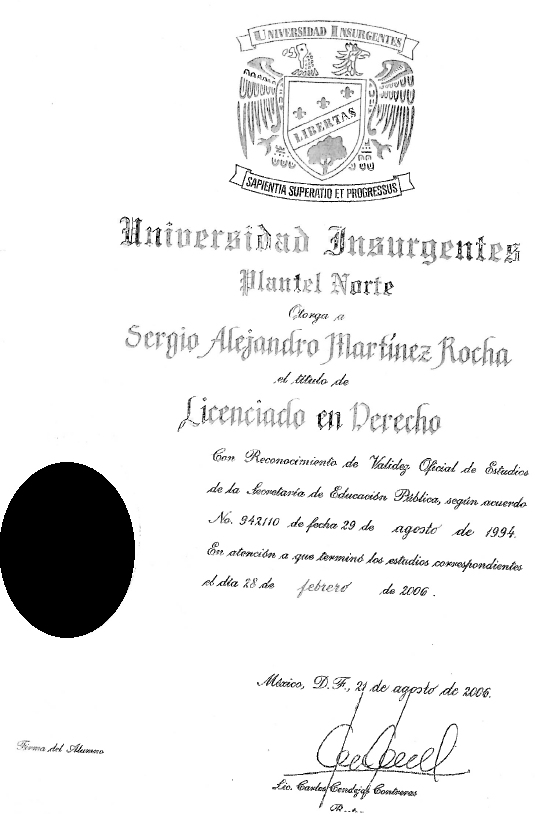 UNIVERSIDAD INSURGENTES
LIBERTAS
SAPIENTIA SUPERATIO ET PROGRESSUS
Universidad Insurgentes
Plantel Norte
Otorga a
Sergio Alejandro Martínez Rocha
el título de
Licenciado en Derecho
Con Reconocimiento de Validez Oficial de Estudios
de la Secretaría de Educación Pública, según acuerdo
No. 942110 de fecha 29 de agosto de 1994.
En atención a que terminó los estudios correspondientes
el día 28 de febrero de 2006.
México, D.F., 21 de agosto de 2006.
Firma del Alumno
Lic. Carlos Cendejas Contreras